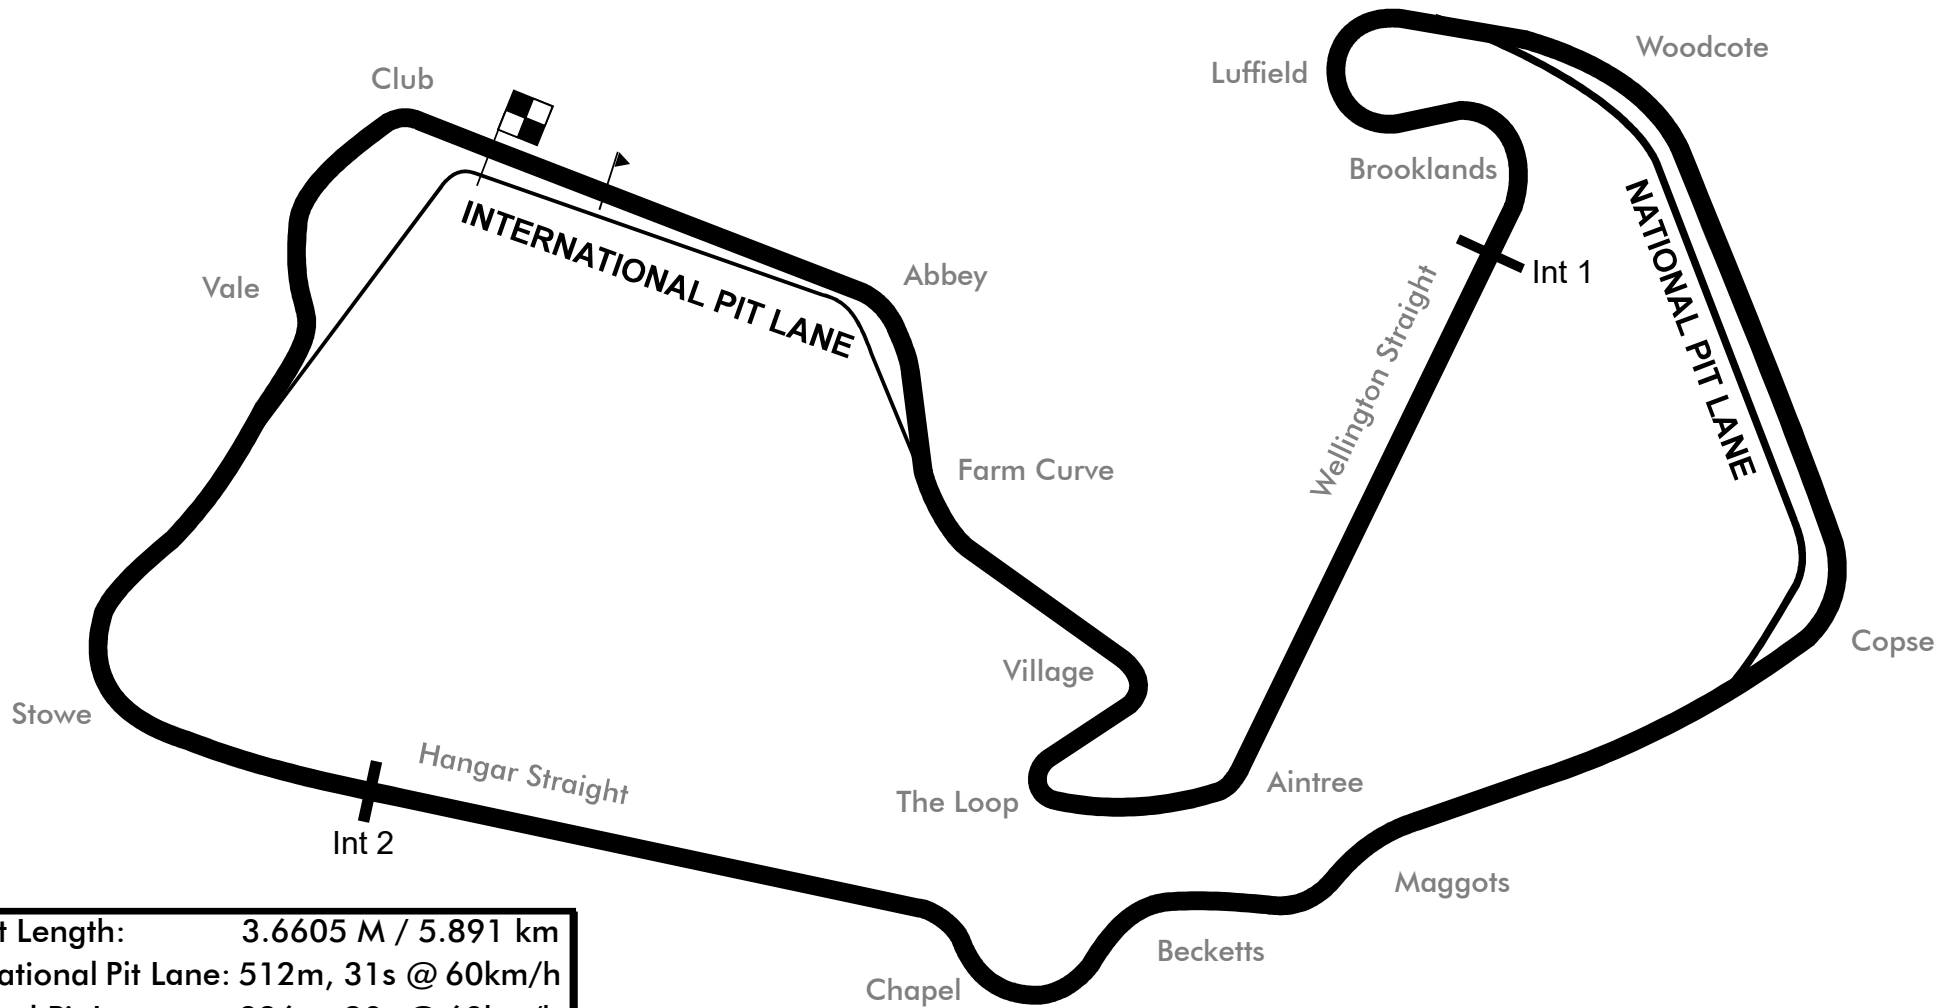 Woodcote
Luffield
Club
Brooklands
NATIONAL PIT LANE
INTERNATIONAL PIT LANE
Int 1
Abbey
Vale
Wellington Straight
Farm Curve
Copse
Village
Stowe
Hangar Straight
Aintree
The Loop
Int 2
Maggots
Becketts
Chapel
t Length: 3.6605 M / 5.891 km
ational Pit Lane: 512m, 31s @ 60km/h